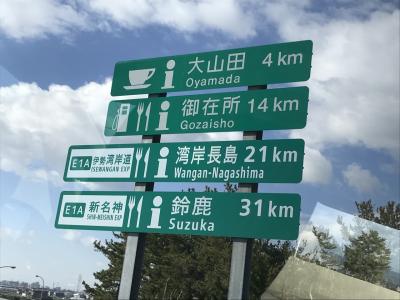 大山田 4 km
Oyamada
御在所 14 km
Gozaisho
E1A 伊勢湾岸道 湾岸長島 21 km
ISEWANGAN EXP Wangan-Nagashima
E1A 新名神 鈴鹿 31 km
SHIN-MEISHIN EXP Suzuka